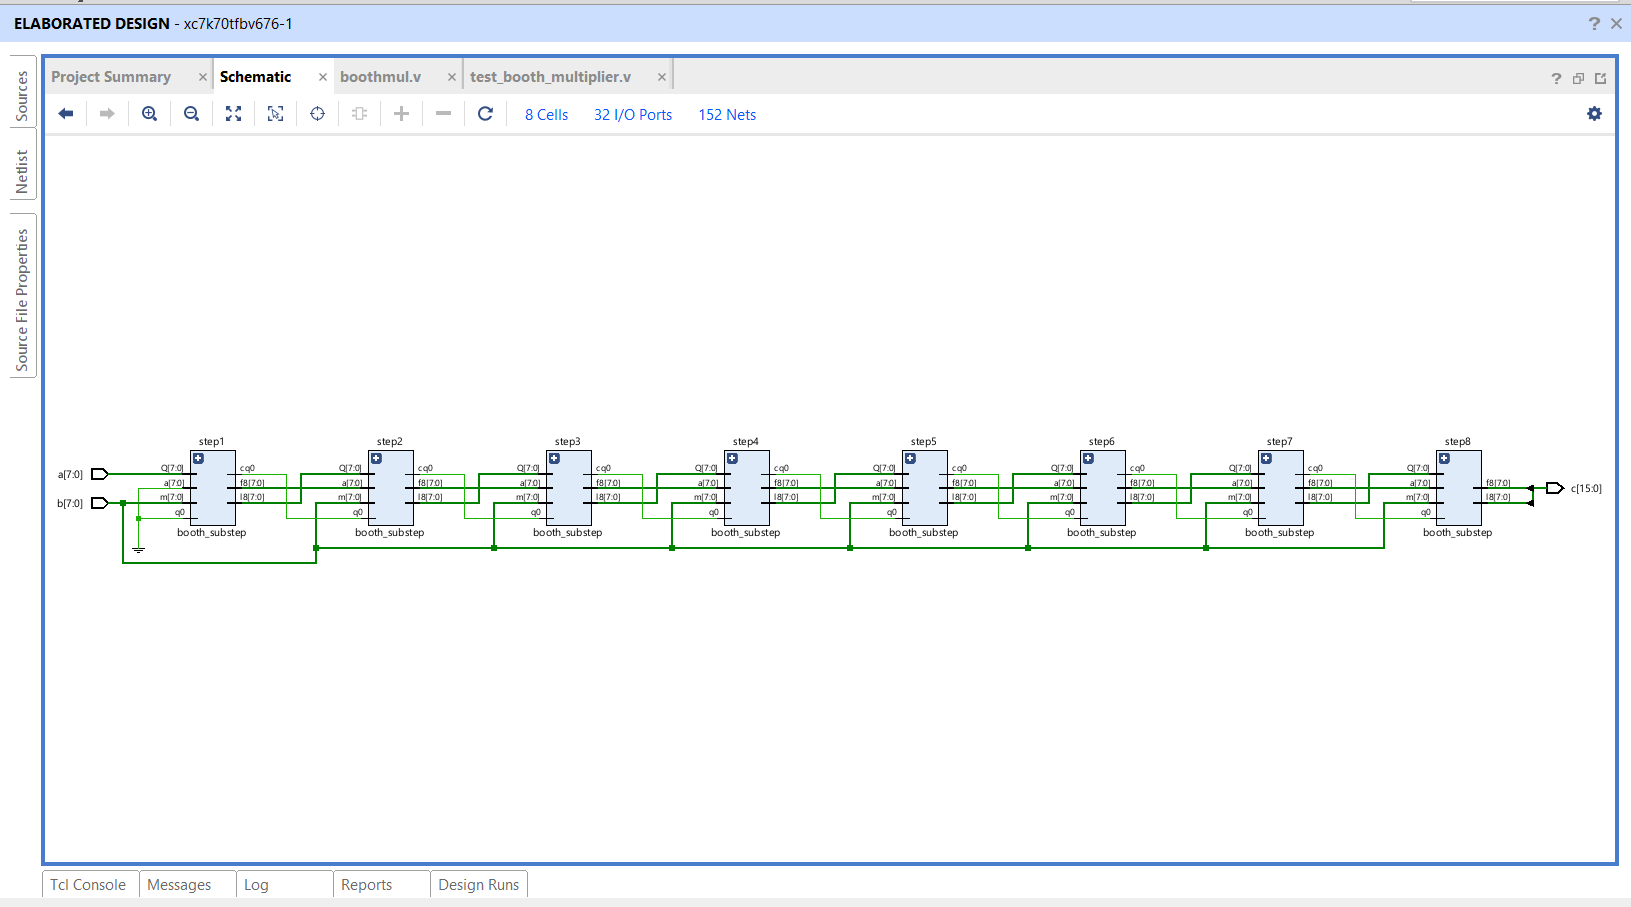 ELABORATED DESIGN - xc7k70tfbv676-1
? ×
Sources
Netlist
Source File Properties
Project Summary ×
Schematic ×
boothmul.v ×
test_booth_multiplier.v ×
?
8 Cells 32 I/O Ports 152 Nets
step1 step2 step3 step4 step5 step6 step7 step8
a[7:0] Q[7:0] cq0 Q[7:0] cq0 Q[7:0] cq0 Q[7:0] cq0 Q[7:0] cq0 Q[7:0] cq0 Q[7:0] cq0 Q[7:0]
a[7:0] f8[7:0] a[7:0] f8[7:0] a[7:0] f8[7:0] a[7:0] f8[7:0] a[7:0] f8[7:0] a[7:0] f8[7:0] a[7:0] f8[7:0] a[7:0] f8[7:0] c[15:0]
b[7:0] m[7:0] l8[7:0] m[7:0] l8[7:0] m[7:0] l8[7:0] m[7:0] l8[7:0] m[7:0] l8[7:0] m[7:0] l8[7:0] m[7:0] l8[7:0] m[7:0] l8[7:0]
q0 q0 q0 q0 q0 q0 q0 q0
booth_substep booth_substep booth_substep booth_substep booth_substep booth_substep booth_substep booth_substep
Tcl Console Messages Log Reports Design Runs